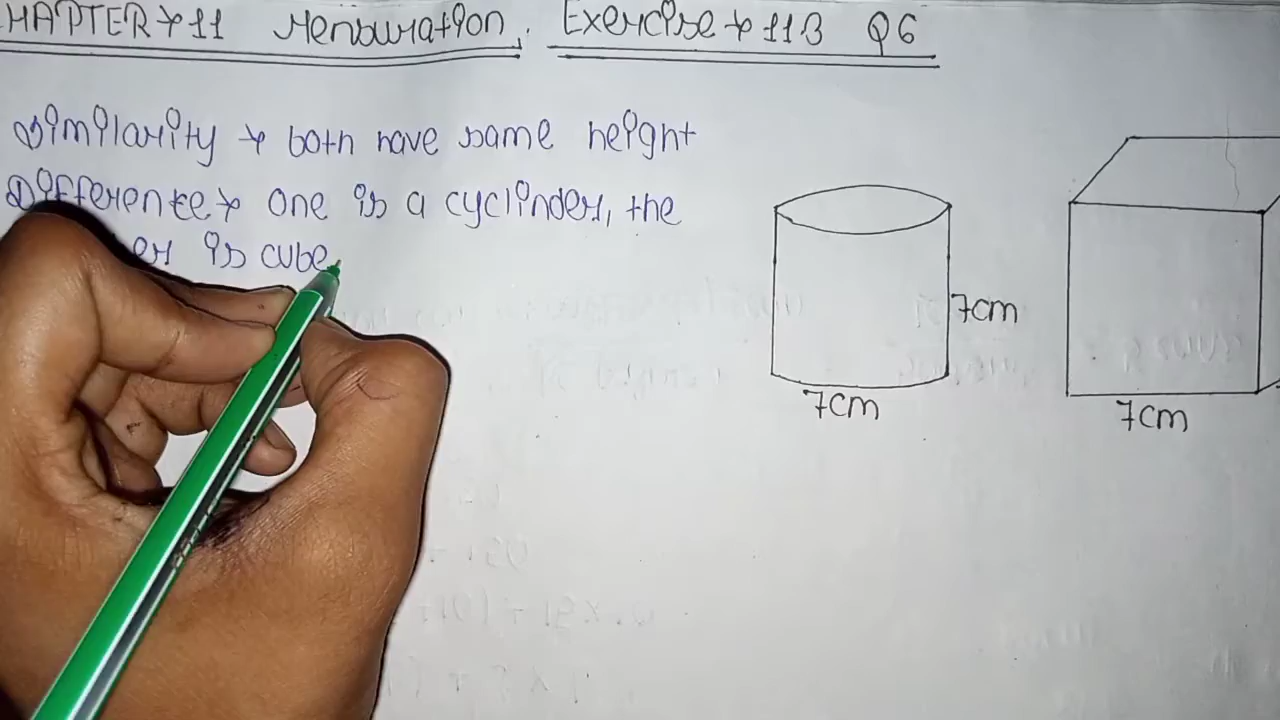 HAPTER → 11 Mensuration, Exercise → 11.3 Q6
Similarity → both have same height
Difference → One is a cyclinder, the
er is cube
7cm
7cm
7cm